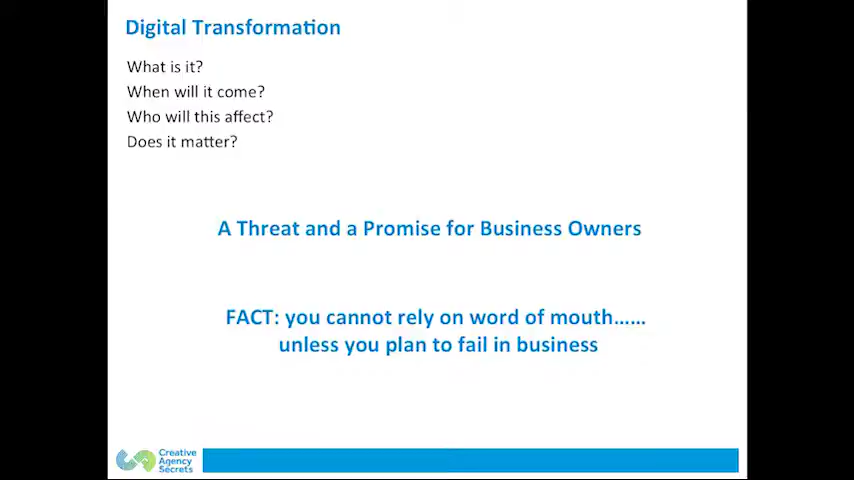 Digital Transformation
What is it?
When will it come?
Who will this affect?
Does it matter?
A Threat and a Promise for Business Owners
FACT: you cannot rely on word of mouth......
unless you plan to fail in business
Creative
Agency
Secrets